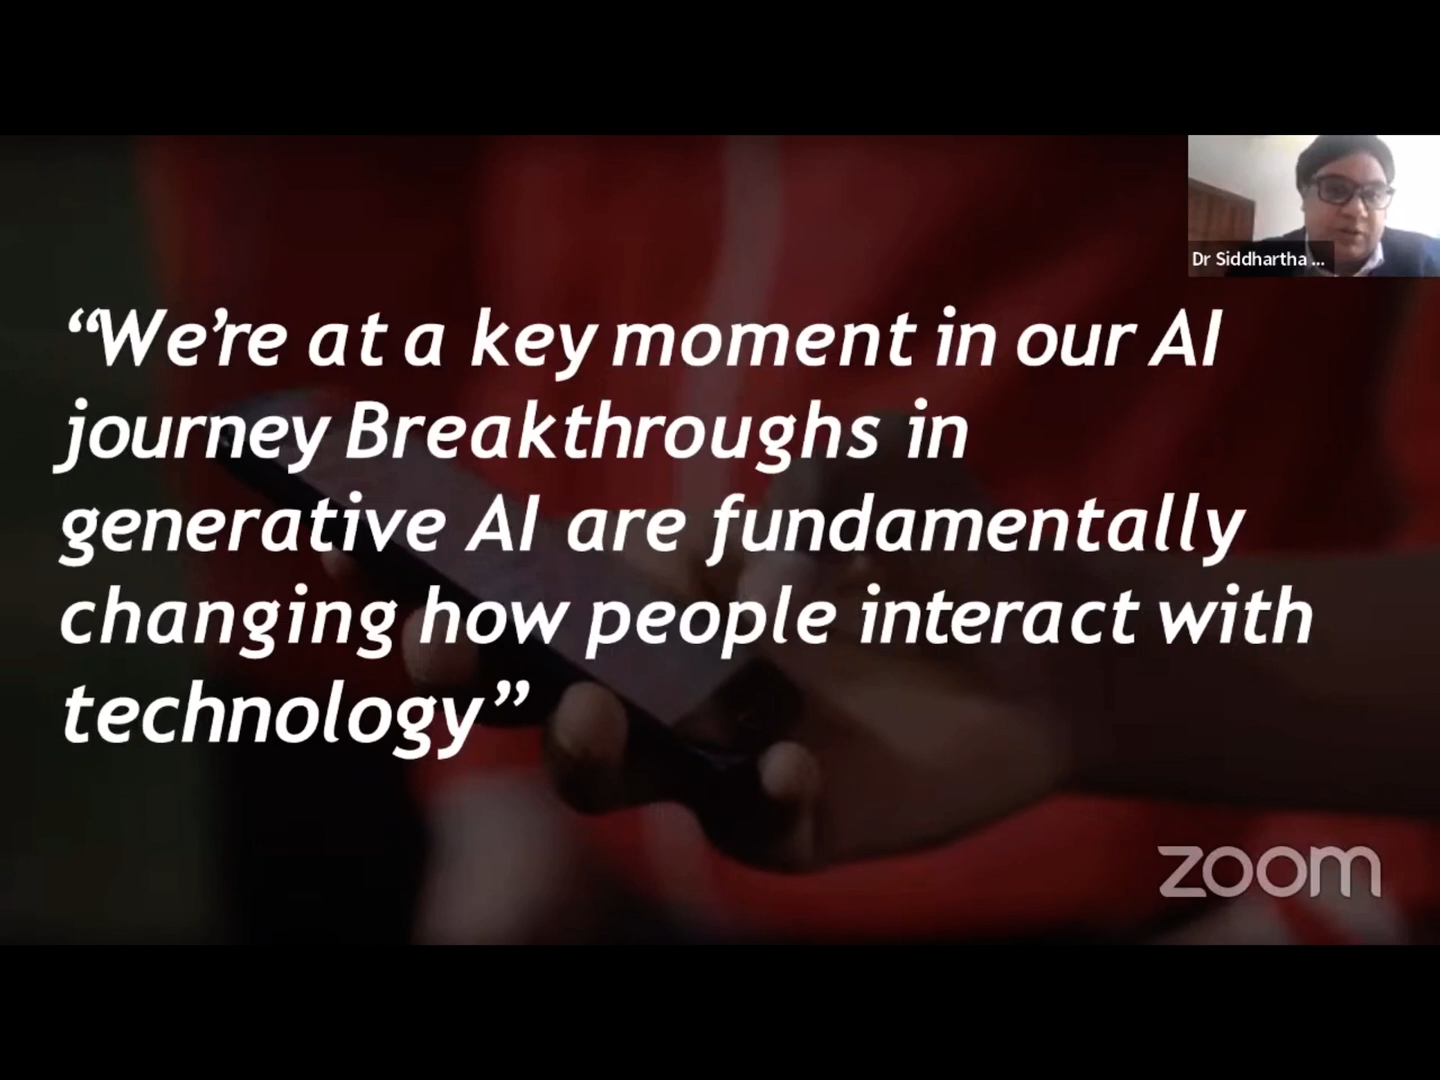 Dr Siddhartha ...
“We’re at a key moment in our AI
journey Breakthroughs in
generative AI are fundamentally
changing how people interact with
technology”
zoom